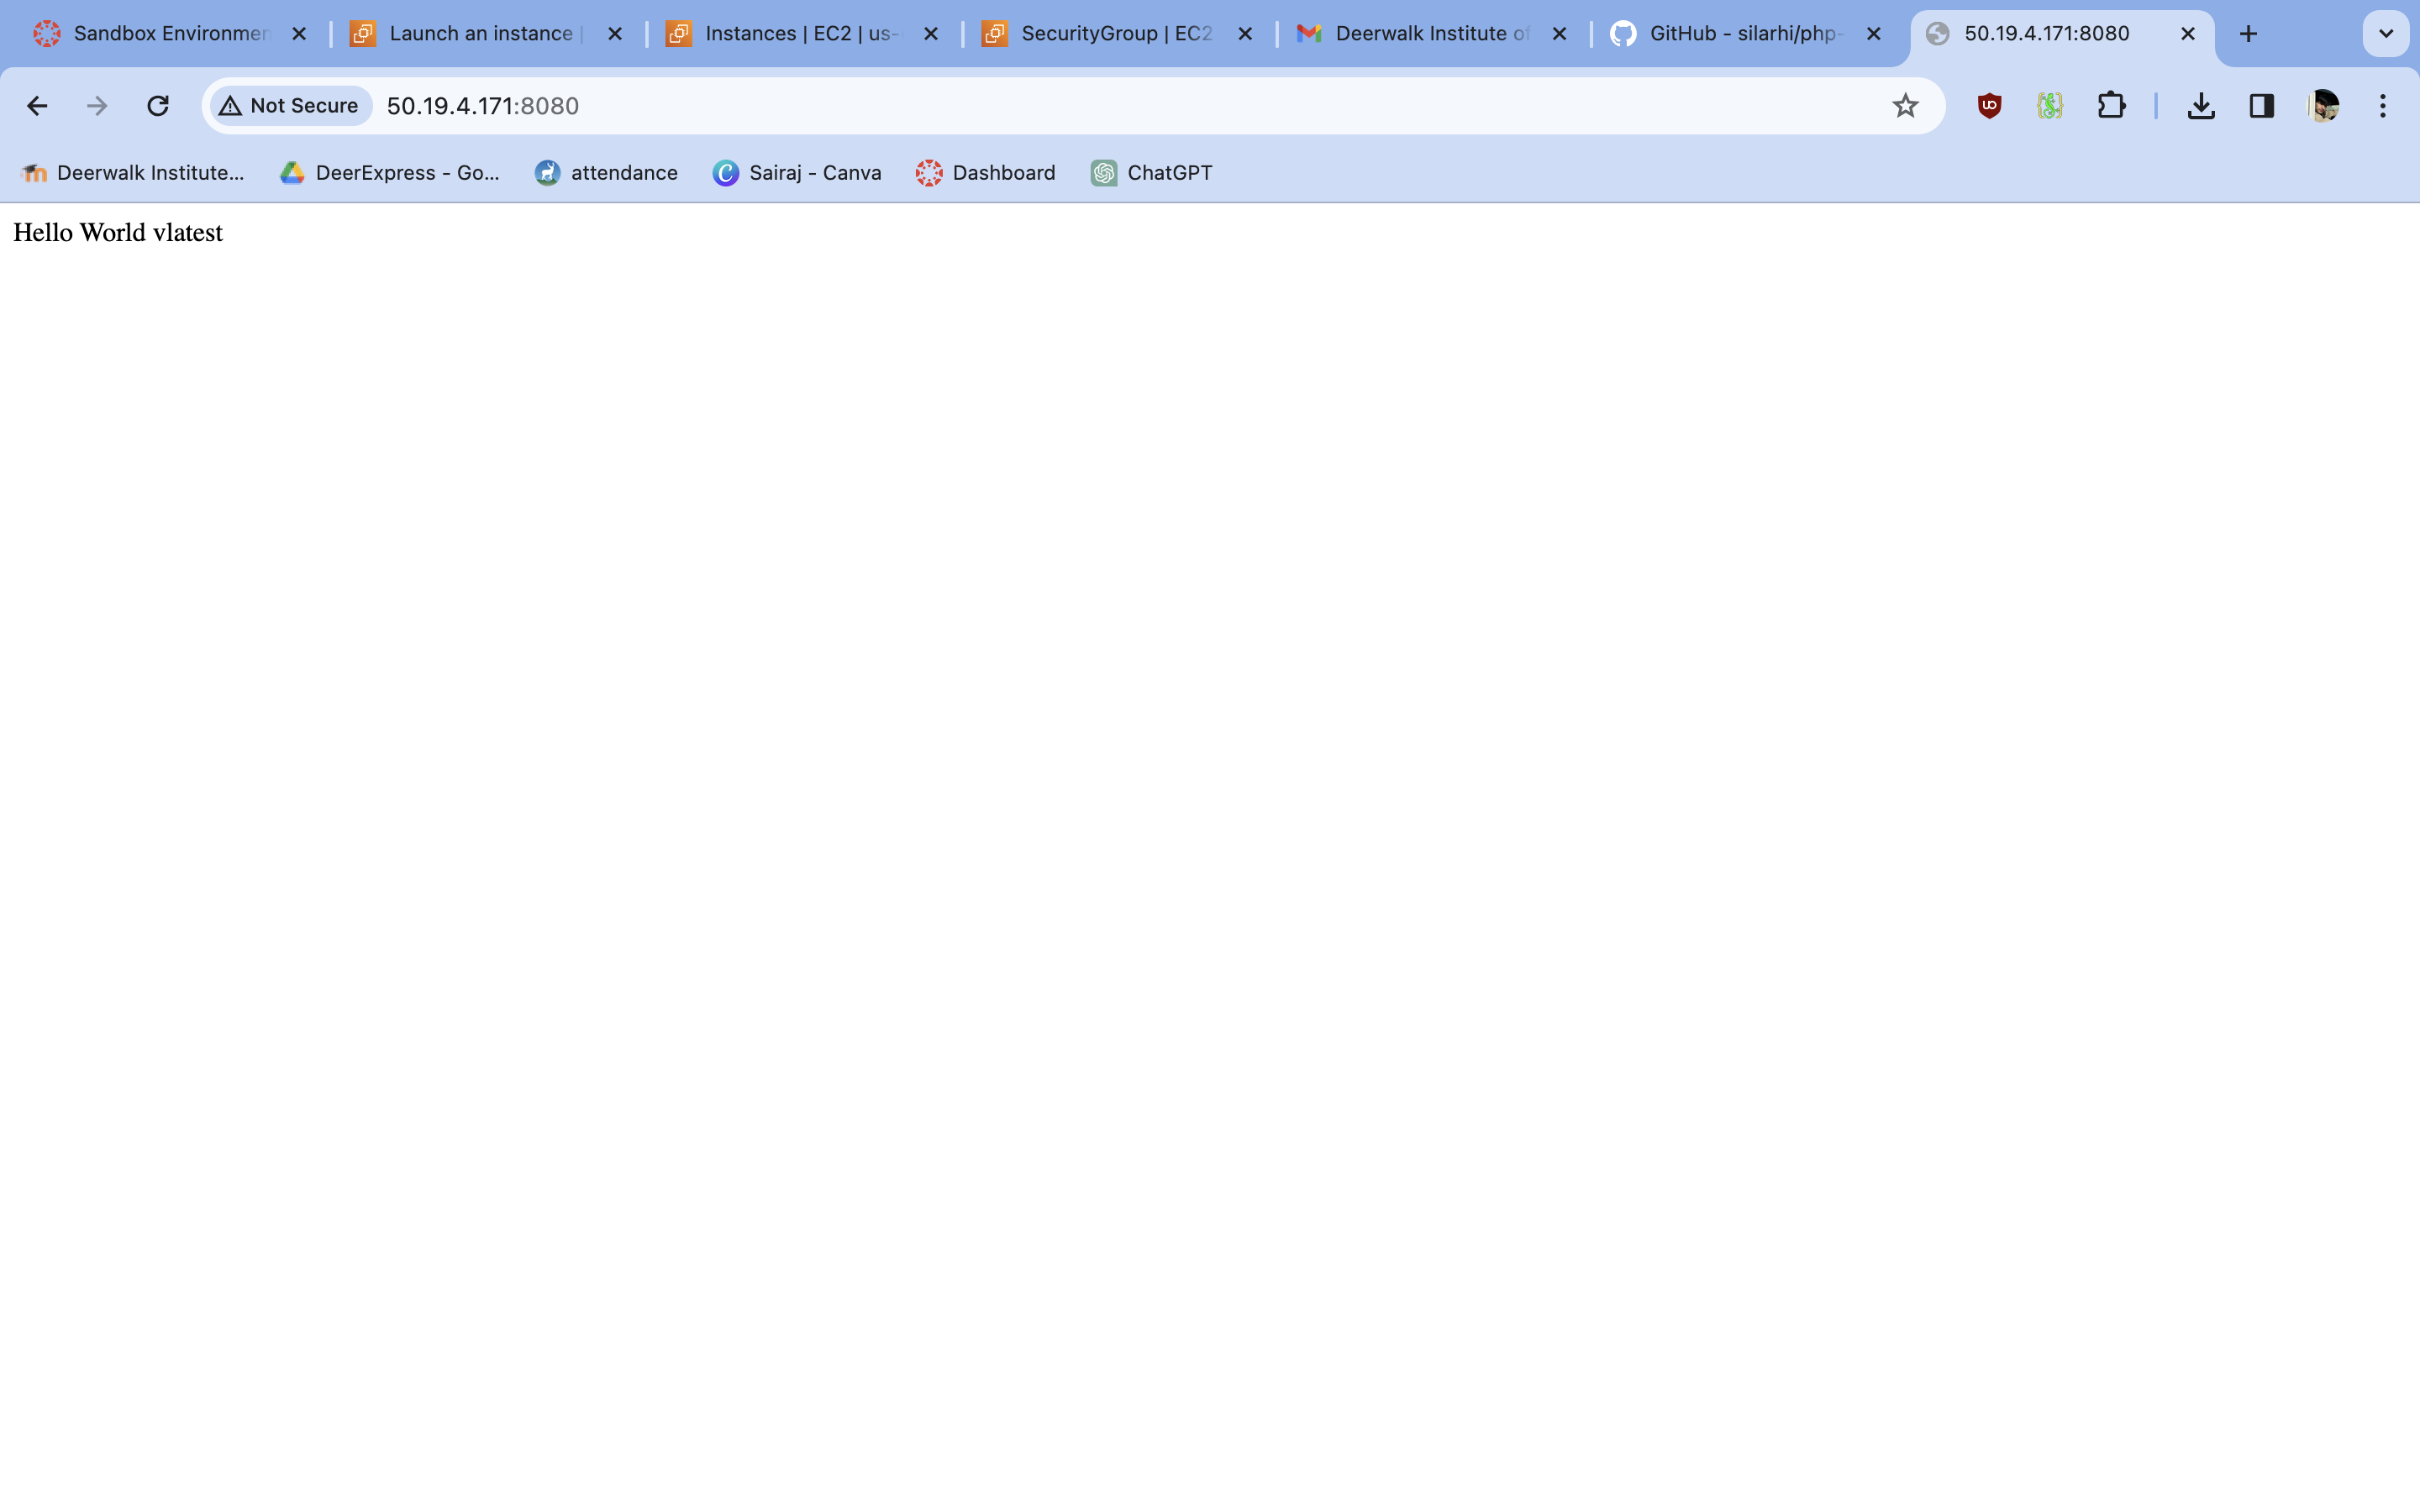 Sandbox Environmen
Launch an instance |
Instances | EC2 | us-
SecurityGroup | EC2
Deerwalk Institute of
GitHub - silarhi/php-
50.19.4.171:8080
Not Secure 50.19.4.171:8080
Deerwalk Institute...
DeerExpress - Go...
attendance
Sairaj - Canva
Dashboard
ChatGPT
Hello World vlatest